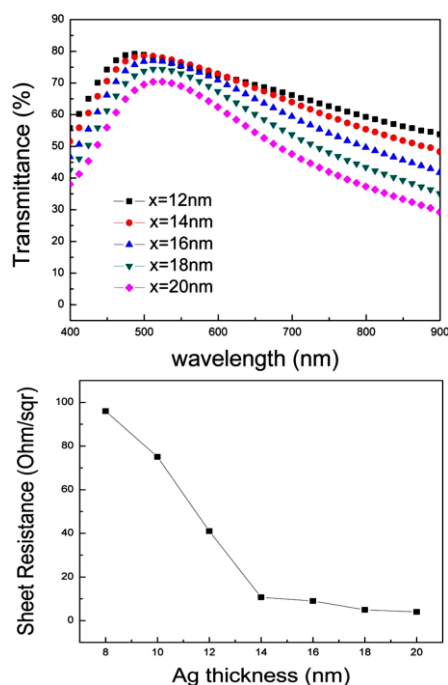 Transmittance (%)
90
80
70
60
50
40
30
20
10
0
x=12nm
x=14nm
x=16nm
x=18nm
x=20nm
400 500 600 700 800 900
wavelength (nm)
Sheet Resistance (Ohm/sqr)
100
80
60
40
20
0
8 10 12 14 16 18 20
Ag thickness (nm)